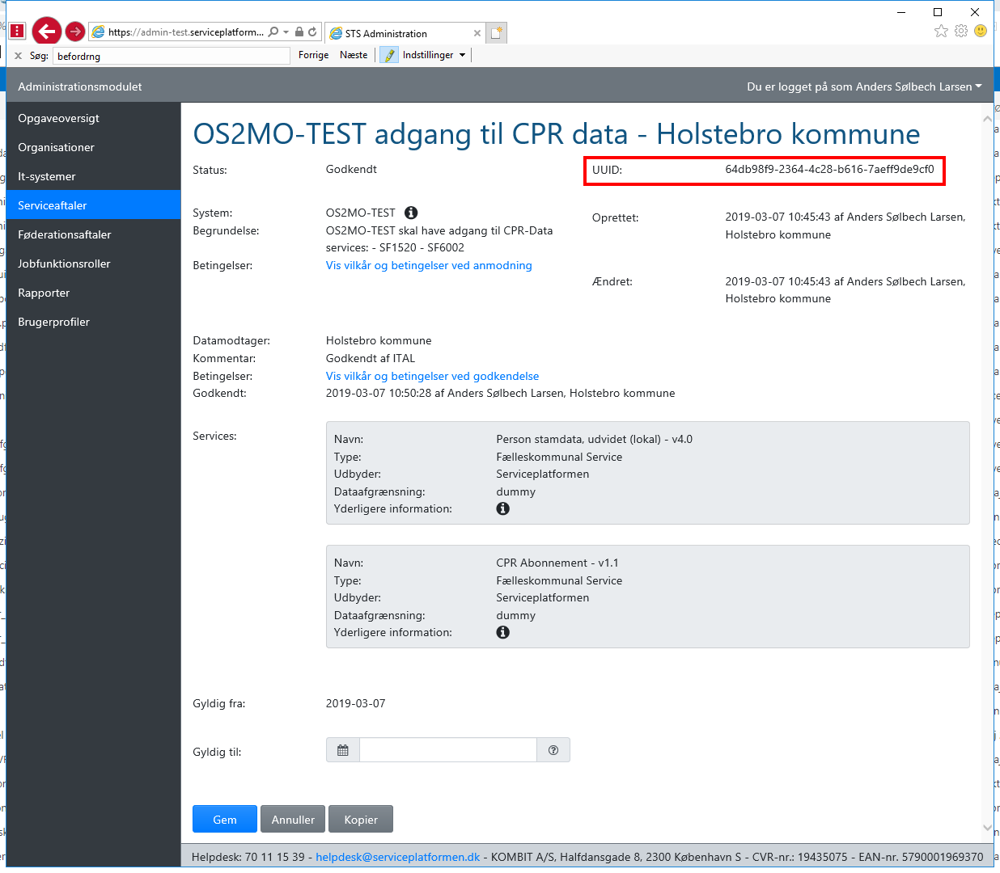 https://admin-test.serviceplatform...
STS Administration
Søg: befordrng Forrige Næste Indstillinger
Administrationsmodulet
Du er logget på som Anders Sølbech Larsen
Opgaveoversigt
Organisationer
It-systemer
Serviceaftaler
Føderationsaftaler
Jobfunktionsroller
Rapporter
Brugerprofiler
OS2MO-TEST adgang til CPR data - Holstebro kommune
Status: Godkendt
UUID: 64db98f9-2364-4c28-b616-7aeff9de9cf0
System: OS2MO-TEST
Begrundelse: OS2MO-TEST skal have adgang til CPR-Data
services: - SF1520 - SF6002
Betingelser: Vis vilkår og betingelser ved anmodning
Oprettet: 2019-03-07 10:45:43 af Anders Sølbech Larsen,
Holstebro kommune
Ændret: 2019-03-07 10:45:43 af Anders Sølbech Larsen,
Holstebro kommune
Datamodtager: Holstebro kommune
Kommentar: Godkendt af ITAL
Betingelser: Vis vilkår og betingelser ved godkendelse
Godkendt: 2019-03-07 10:50:28 af Anders Sølbech Larsen, Holstebro kommune
Services:
Navn: Person stamdata, udvidet (lokal) - v4.0
Type: Fælleskommunal Service
Udbyder: Serviceplatformen
Dataafgrænsning: dummy
Yderligere information:
Navn: CPR Abonnement - v1.1
Type: Fælleskommunal Service
Udbyder: Serviceplatformen
Dataafgrænsning: dummy
Yderligere information:
Gyldig fra: 2019-03-07
Gyldig til:
Gem Annuller Kopier
Helpdesk: 70 11 15 39 - helpdesk@serviceplatformen.dk - KOMBIT A/S, Halfdansgade 8, 2300 København S - CVR-nr.: 19435075 - EAN-nr. 5790001969370